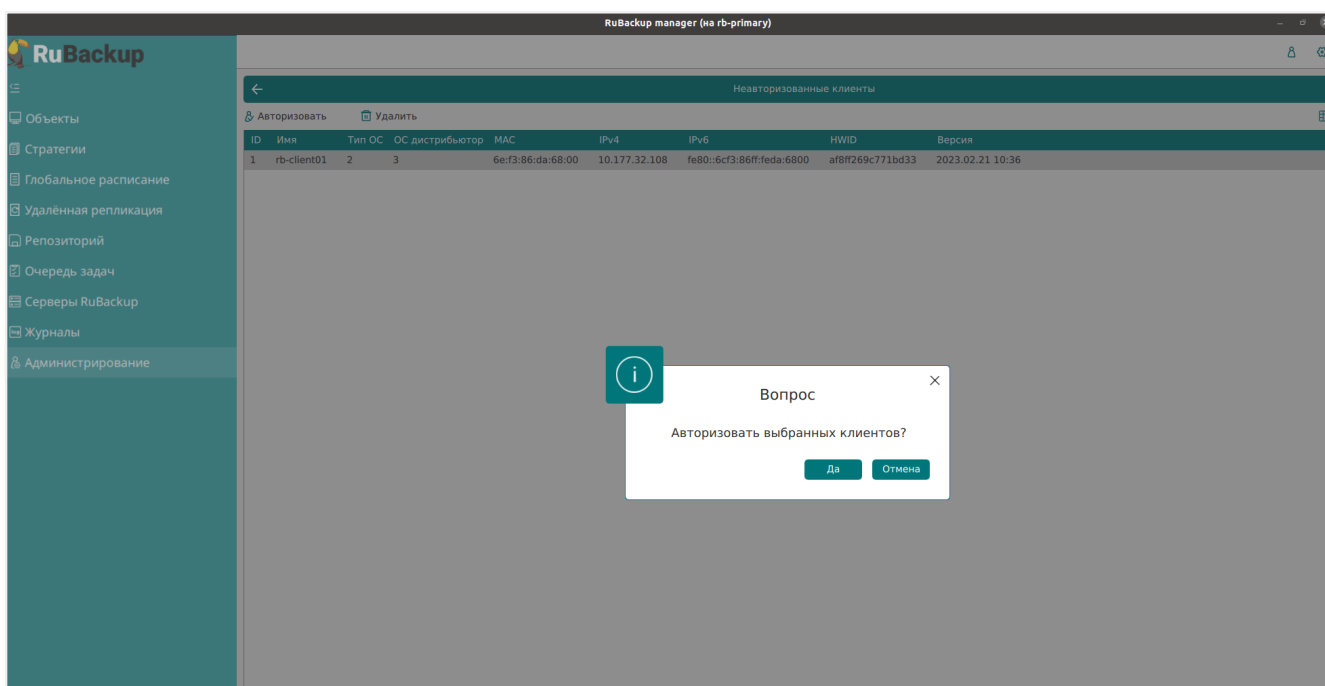 RuBackup manager (на rb-primary)
RuBackup
Объекты
Стратегии
Глобальное расписание
Удалённая репликация
Репозиторий
Очередь задач
Серверы RuBackup
Журналы
Администрирование
Неавторизованные клиенты
Авторизовать Удалить
ID Имя Тип ОС ОС дистрибьютор MAC IPv4 IPv6 HWID Версия
1 rb-client01 2 3 6e:f3:86:da:68:00 10.177.32.108 fe80::6cf3:86ff:feda:6800 af8ff269c771bd33 2023.02.21 10:36
Вопрос
Авторизовать выбранных клиентов?
Да Отмена